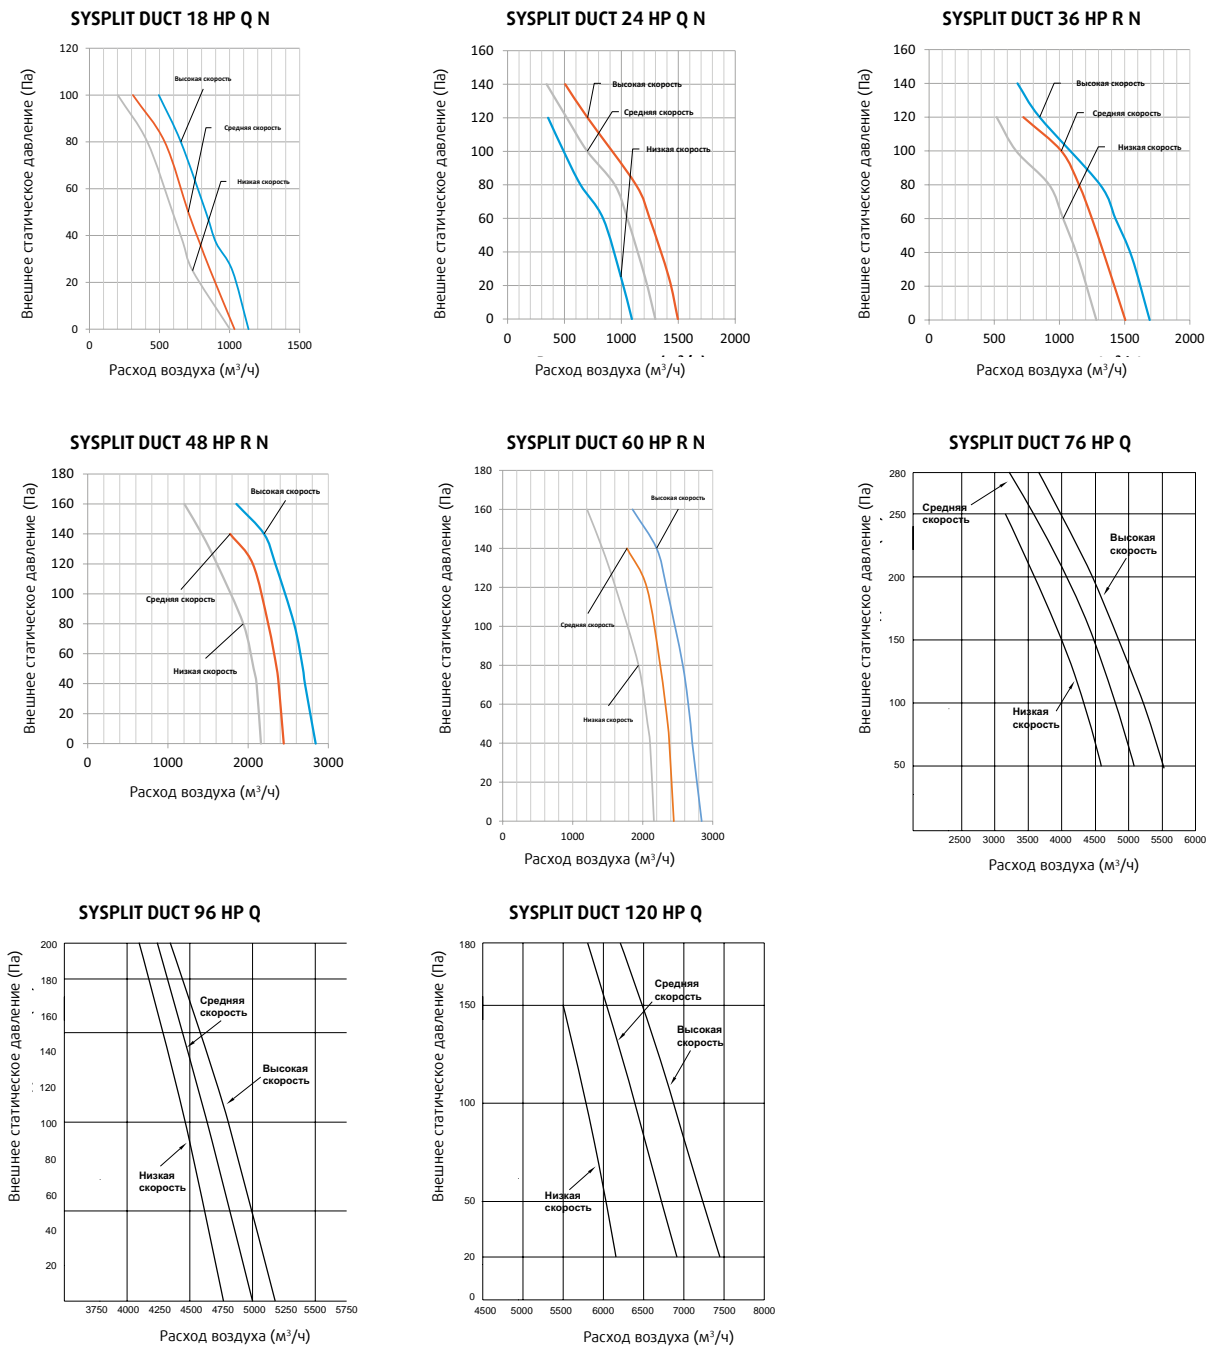 SYSPLIT DUCT 18 HP Q N
Внешнее статическое давление (Па)
120
100
80
60
40
20
0
Высокая скорость
Средняя скорость
Низкая скорость
0 500 1000 1500
Расход воздуха (м³/ч)
SYSPLIT DUCT 24 HP Q N
Внешнее статическое давление (Па)
160
140
120
100
80
60
40
20
0
Высокая скорость
Средняя скорость
Низкая скорость
0 500 1000 1500 2000
Расход воздуха (м³/ч)
SYSPLIT DUCT 36 HP R N
Внешнее статическое давление (Па)
160
140
120
100
80
60
40
20
0
Высокая скорость
Средняя скорость
Низкая скорость
0 500 1000 1500 2000
Расход воздуха (м³/ч)
SYSPLIT DUCT 48 HP R N
Внешнее статическое давление (Па)
180
160
140
120
100
80
60
40
20
0
Высокая скорость
Средняя скорость
Низкая скорость
0 1000 2000 3000
Расход воздуха (м³/ч)
SYSPLIT DUCT 60 HP R N
Внешнее статическое давление (Па)
180
160
140
120
100
80
60
40
20
0
Высокая скорость
Средняя скорость
Низкая скорость
0 1000 2000 3000
Расход воздуха (м³/ч)
SYSPLIT DUCT 76 HP Q
Внешнее статическое давление (Па)
280
250
200
150
100
50
Средняя
скорость
Высокая
скорость
Низкая
скорость
2500 3000 3500 4000 4500 5000 5500 6000
Расход воздуха (м³/ч)
SYSPLIT DUCT 96 HP Q
Внешнее статическое давление (Па)
200
180
160
140
120
100
80
60
40
20
Средняя
скорость
Высокая
скорость
Низкая
скорость
3750 4000 4250 4500 4750 5000 5250 5500 5750
Расход воздуха (м³/ч)
SYSPLIT DUCT 120 HP Q
Внешнее статическое давление (Па)
180
150
100
50
20
0
Средняя
скорость
Высокая
скорость
Низкая
скорость
4500 5000 5500 6000 6500 7000 7500 8000
Расход воздуха (м³/ч)